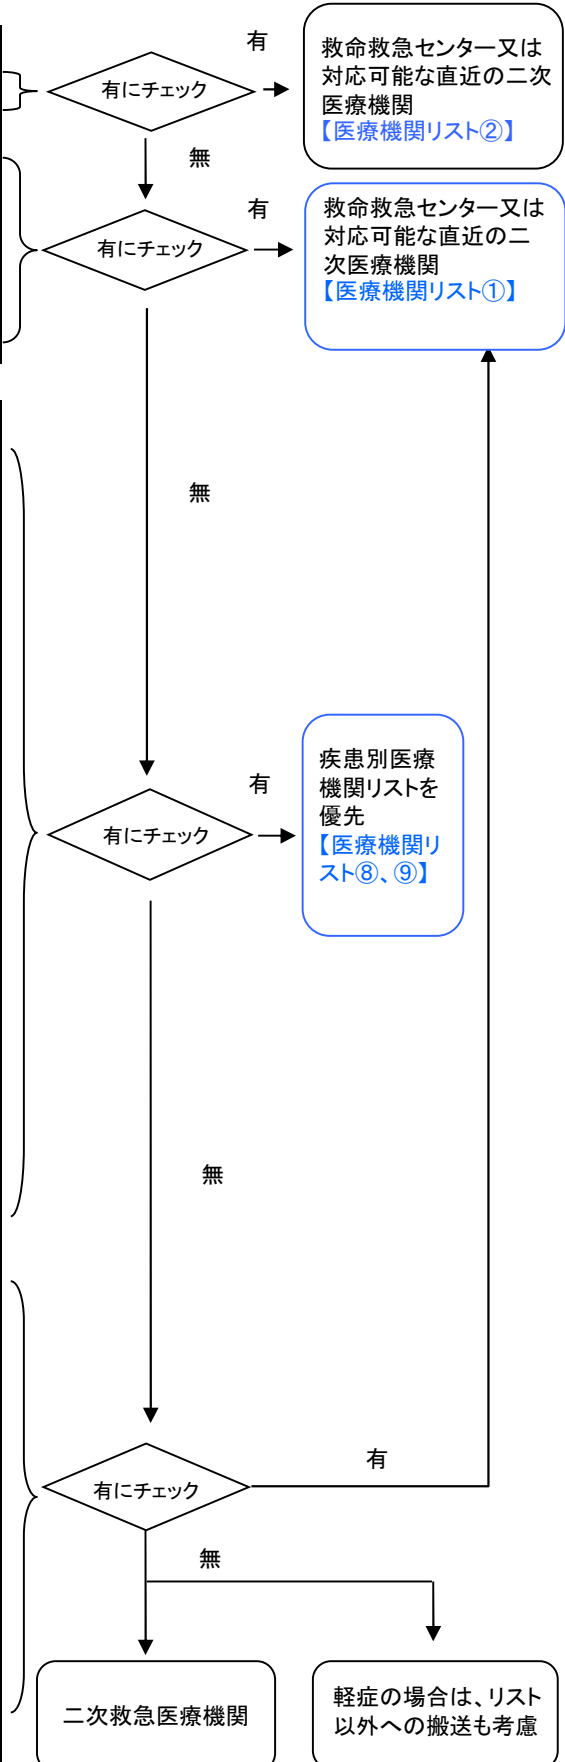 有
救命救急センター又は
対応可能な直近の二次
医療機関
【医療機関リスト②】
有にチェック
無
有
救命救急センター又は
対応可能な直近の二
次医療機関
【医療機関リスト①】
有にチェック
無
有
疾患別医療
機関リストを
優先
【医療機関リ
スト⑧、⑨】
有にチェック
無
有
有にチェック
無
二次救急医療機関
軽症の場合は、リスト
以外への搬送も考慮